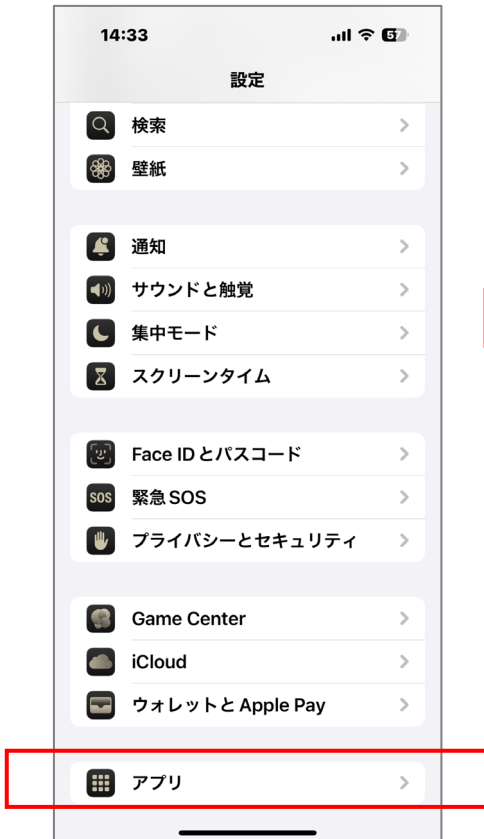 14:33
57
設定
検索
壁紙
通知
サウンドと触覚
集中モード
スクリーンタイム
Face IDとパスコード
SOS
緊急SOS
プライバシーとセキュリティ
Game Center
iCloud
ウォレットとApple Pay
アプリ